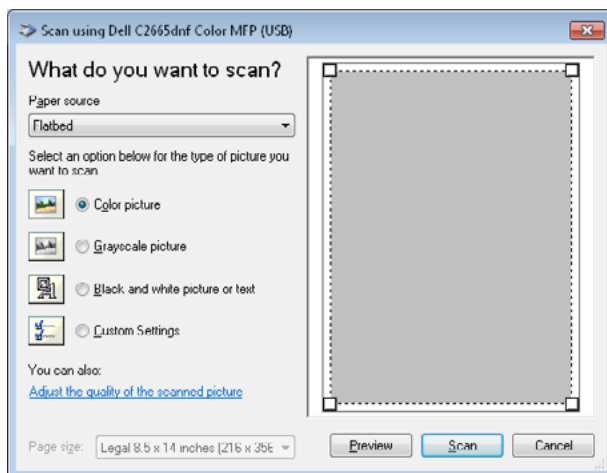 Scan using Dell C2665dnf Color MFP (USB)
What do you want to scan?
Paper source
Flatbed
Select an option below for the type of picture you
want to scan.
Color picture
Grayscale picture
Black and white picture or text
Custom Settings
You can also:
Adjust the quality of the scanned picture
Page size: Legal 8.5 x 14 inches (216 x 356
Preview Scan Cancel